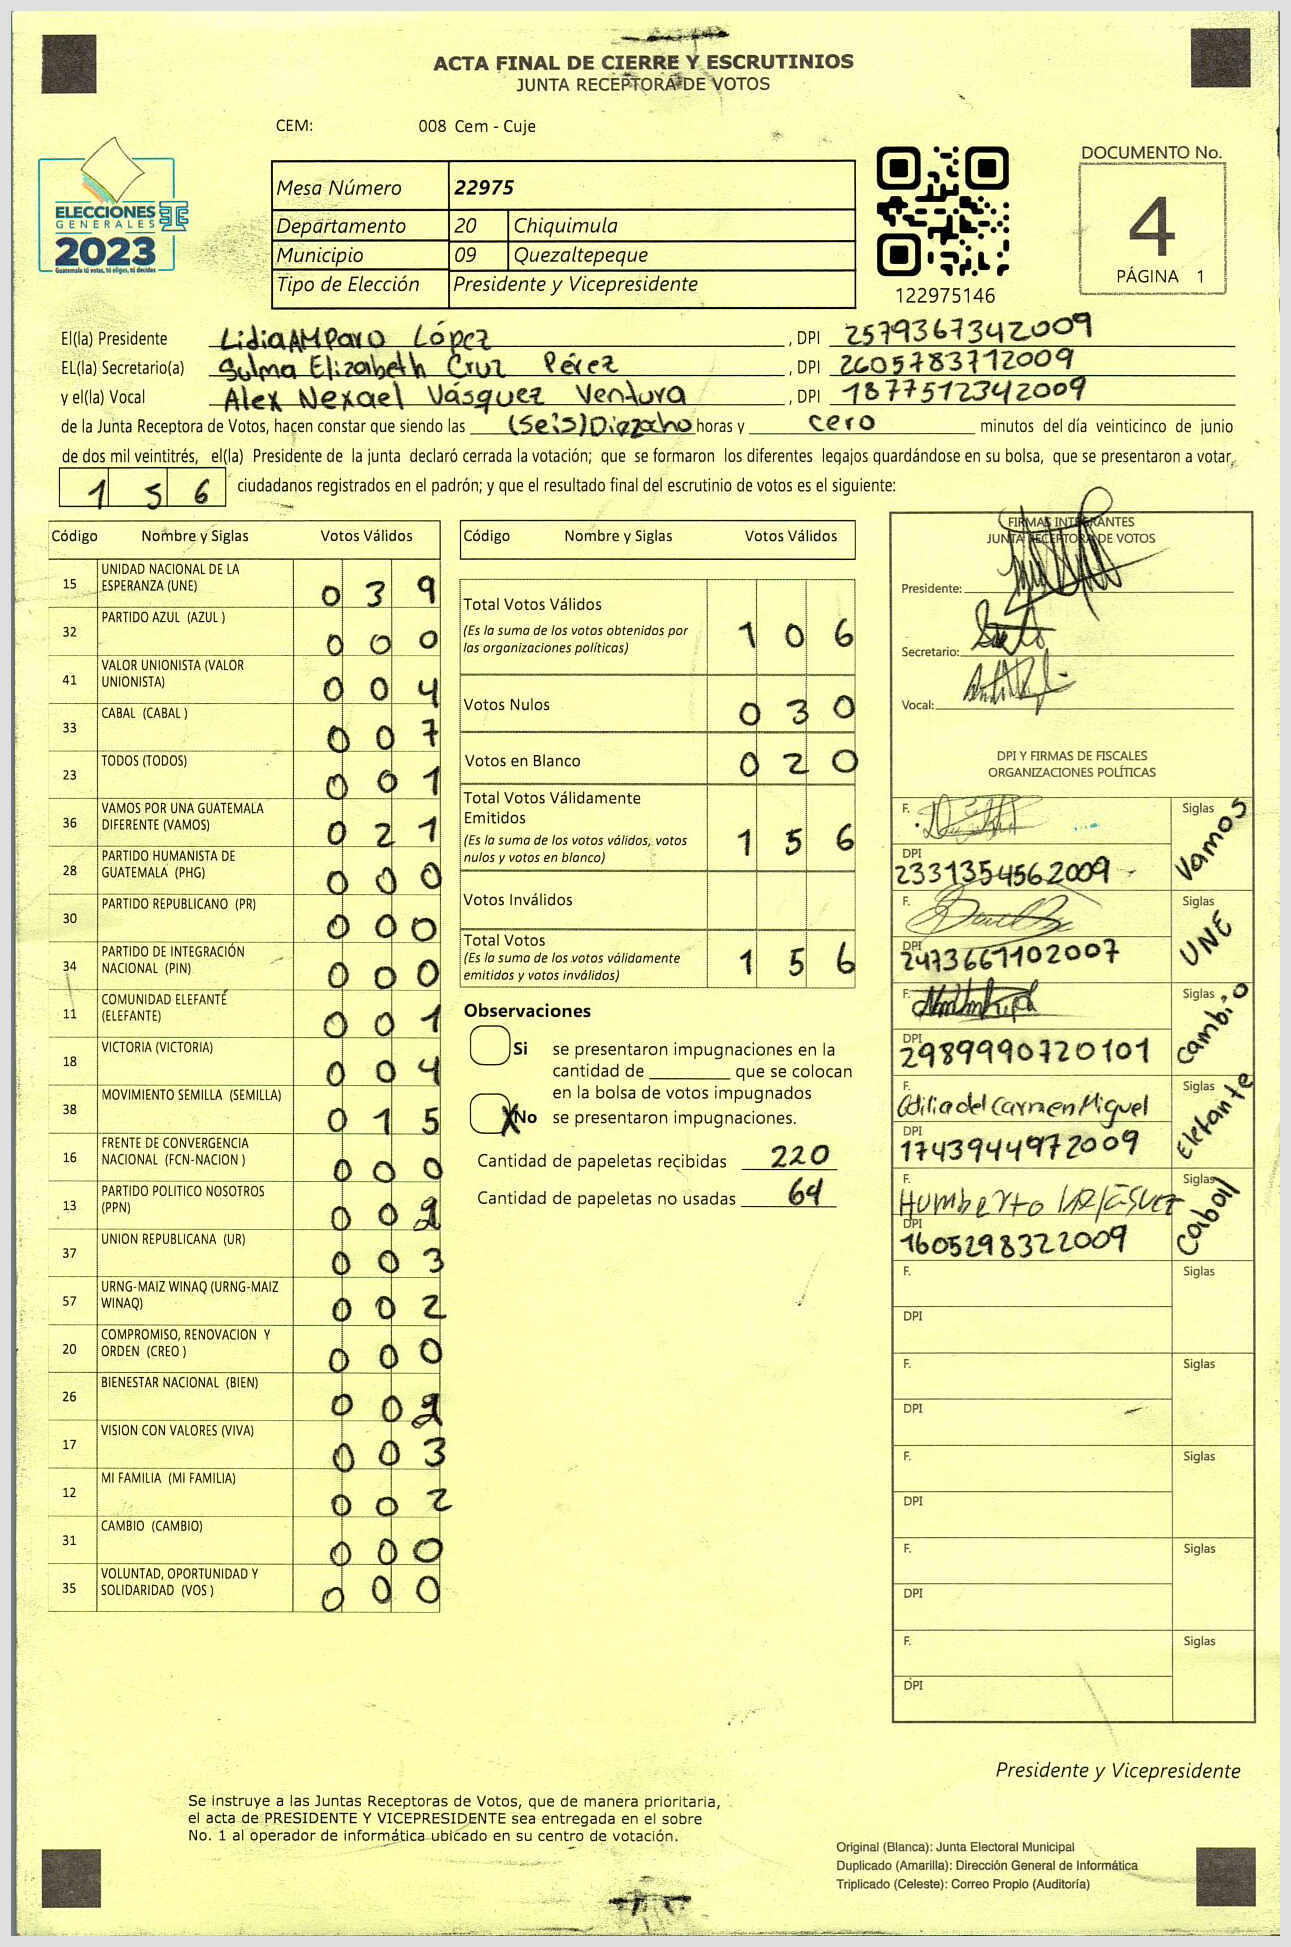 ACTA FINAL DE CIERRE Y ESCRUTINIOS
JUNTA RECEPTORA DE VOTOS
CEM: 008 Cem - Cuje
ELECCIONES
GENERALES
2023
Guatemala tú votas, tú eliges, tú decides
Mesa Número 22975
Departamento 20 Chiquimula
Municipio 09 Quezaltepeque
Tipo de Elección Presidente y Vicepresidente
122975146
DOCUMENTO No.
4
PÁGINA 1
El(la) Presidente Lidia AMParo López, DPI 2579367342009
EL(la) Secretario(a) Sulma Elizabeth Cruz Pérez, DPI 2605783712009
y el(la) Vocal Alex Nexael Vásquez Ventura, DPI 1877512342009
de la Junta Receptora de Votos, hacen constar que siendo las (seis)Diezocho horas y cero minutos del día veinticinco de junio
de dos mil veintitrés, el(la) Presidente de la junta declaró cerrada la votación; que se formaron los diferentes legajos guardándose en su bolsa, que se presentaron a votar,
1 5 6 ciudadanos registrados en el padrón; y que el resultado final del escrutinio de votos es el siguiente:
Código Nombre y Siglas Votos Válidos
15 UNIDAD NACIONAL DE LA
ESPERANZA (UNE) 0 3 9
32 PARTIDO AZUL (AZUL ) 0 0 0
41 VALOR UNIONISTA (VALOR
UNIONISTA) 0 0 4
33 CABAL (CABAL ) 0 0 7
23 TODOS (TODOS) 0 0 1
36 VAMOS POR UNA GUATEMALA
DIFERENTE (VAMOS) 0 2 1
28 PARTIDO HUMANISTA DE
GUATEMALA (PHG) 0 0 0
30 PARTIDO REPUBLICANO (PR) 0 0 0
34 PARTIDO DE INTEGRACIÓN
NACIONAL (PIN) 0 0 0
11 COMUNIDAD ELEFANTE
(ELEFANTE) 0 0 1
18 VICTORIA (VICTORIA) 0 0 4
38 MOVIMIENTO SEMILLA (SEMILLA) 0 1 5
16 FRENTE DE CONVERGENCIA
NACIONAL (FCN-NACION ) 0 0 0
13 PARTIDO POLITICO NOSOTROS
(PPN) 0 0 2
37 UNION REPUBLICANA (UR) 0 0 3
57 URNG-MAIZ WINAQ (URNG-MAIZ
WINAQ) 0 0 2
20 COMPROMISO, RENOVACION Y
ORDEN (CREO ) 0 0 0
26 BIENESTAR NACIONAL (BIEN) 0 0 2
17 VISION CON VALORES (VIVA) 0 0 3
12 MI FAMILIA (MI FAMILIA) 0 0 2
31 CAMBIO (CAMBIO) 0 0 0
35 VOLUNTAD, OPORTUNIDAD Y
SOLIDARIDAD (VOS ) 0 0 0
Código Nombre y Siglas Votos Válidos
Total Votos Válidos
(Es la suma de los votos obtenidos por
las organizaciones políticas) 1 0 6
Votos Nulos 0 3 0
Votos en Blanco 0 2 0
Total Votos Válidamente
Emitidos
(Es la suma de los votos válidos, votos
nulos y votos en blanco) 1 5 6
Votos Inválidos
Total Votos
(Es la suma de los votos válidamente
emitidos y votos inválidos) 1 5 6
Observaciones
Si se presentaron impugnaciones en la
cantidad de ________ que se colocan
en la bolsa de votos impugnados
X No se presentaron impugnaciones.
Cantidad de papeletas recibidas 220
Cantidad de papeletas no usadas 64
FIRMAS INTEGRANTES
JUNTA RECEPTORA DE VOTOS
Presidente:
Secretario:
Vocal:
DPI Y FIRMAS DE FISCALES
ORGANIZACIONES POLÍTICAS
F. Siglas Vamos
DPI 2331354562009
F. Siglas UNE
DPI 2473661102007
F. Siglas Cambio
DPI 2989990720101
F. Odilia del Carmen Miguel Siglas Elefante
DPI 1743944972009
F. Humberto Siglas Caball
DPI 1605298322009
F. Siglas
DPI
F. Siglas
DPI
F. Siglas
DPI
F. Siglas
DPI
F. Siglas
DPI
Presidente y Vicepresidente
Se instruye a las Juntas Receptoras de Votos, que de manera prioritaria,
el acta de PRESIDENTE Y VICEPRESIDENTE sea entregada en el sobre
No. 1 al operador de informática ubicado en su centro de votación.
Original (Blanca): Junta Electoral Municipal
Duplicado (Amarilla): Dirección General de Informática
Triplicado (Celeste): Correo Propio (Auditoría)